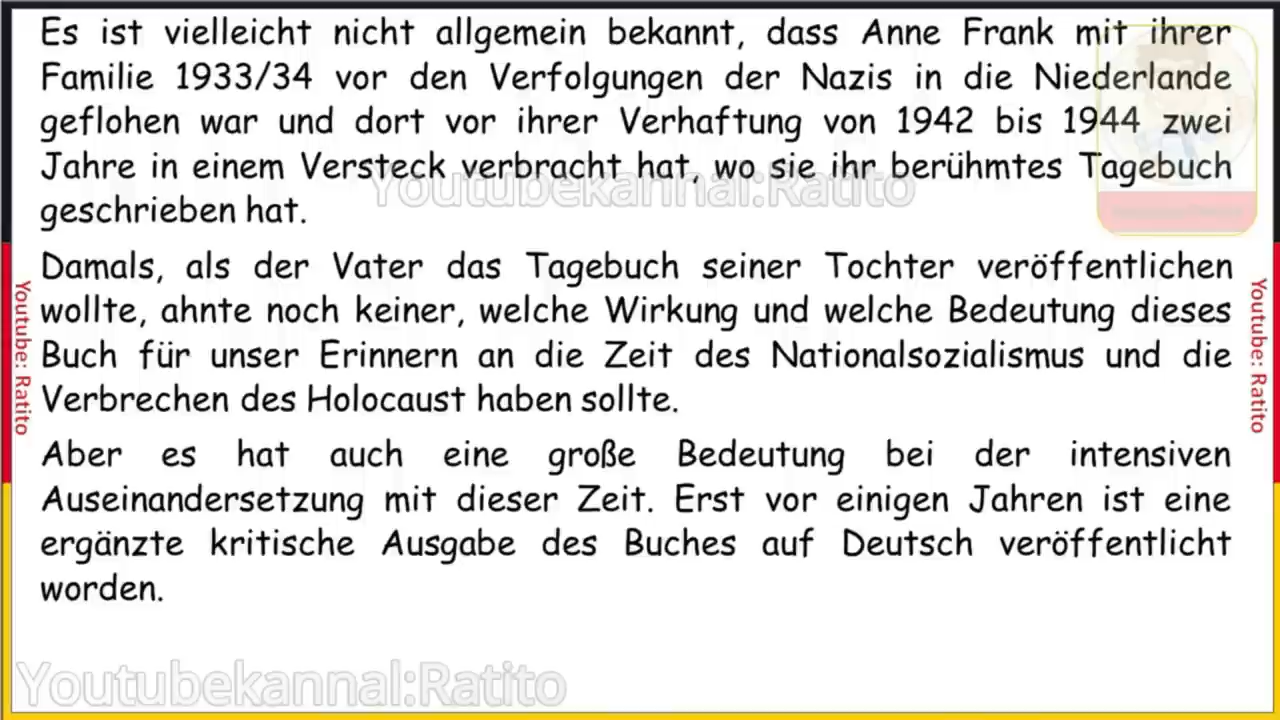 Es ist vielleicht nicht allgemein bekannt, dass Anne Frank mit ihrer
Familie 1933/34 vor den Verfolgungen der Nazis in die Niederlande
geflohen war und dort vor ihrer Verhaftung von 1942 bis 1944 zwei
Jahre in einem Versteck verbracht hat, wo sie ihr berühmtes Tagebuch
Youtubekannal:Ratito
geschrieben hat.
Damals, als der Vater das Tagebuch seiner Tochter veröffentlichen
wollte, ahnte noch keiner, welche Wirkung und welche Bedeutung dieses
Buch für unser Erinnern an die Zeit des Nationalsozialismus und die
Verbrechen des Holocaust haben sollte.
Youtube: Ratito
Youtube: Ratito
Aber es hat auch eine große Bedeutung bei der intensiven
Auseinandersetzung mit dieser Zeit. Erst vor einigen Jahren ist eine
ergänzte kritische Ausgabe des Buches auf Deutsch veröffentlicht
worden.
Youtubekannal:Ratito